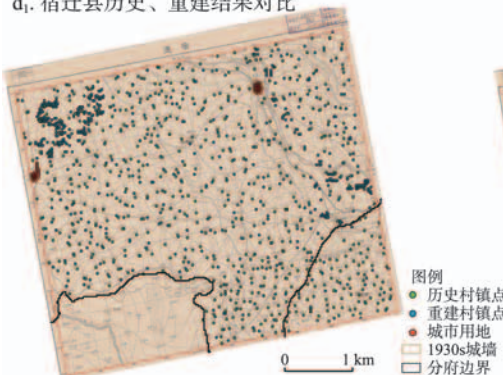 d₁. 宿迁县历史、重建结果对比
图例
历史村镇点
重建村镇点
城市用地
1930s城墙
分府边界
0 1 km